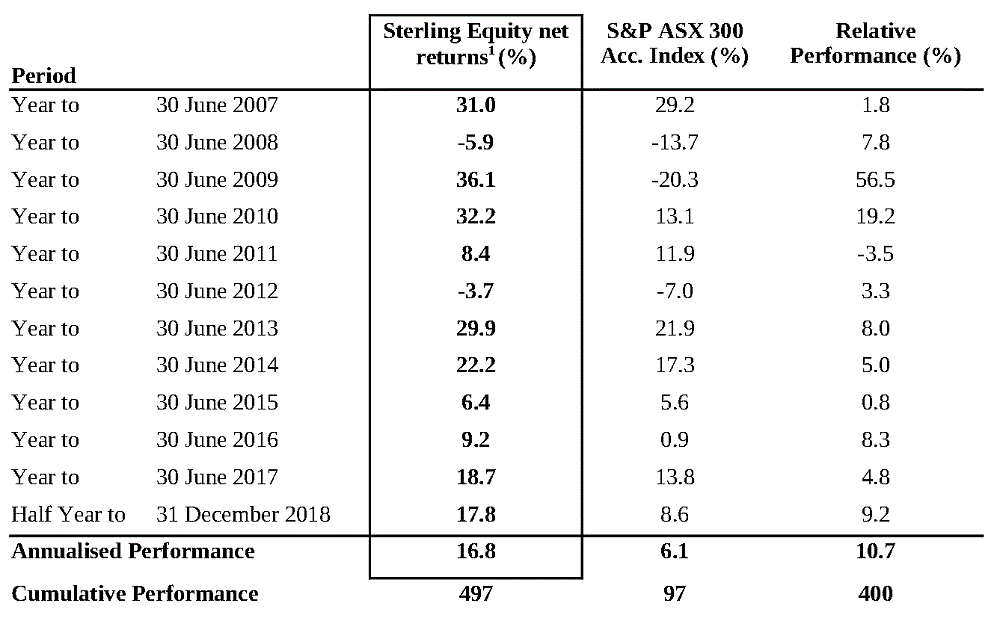 Period Sterling Equity net returns1 (%) S&P ASX 300 Acc. Index (%) Relative Performance (%)
Year to 30 June 2007 31.0 29.2 1.8
Year to 30 June 2008 -5.9 -13.7 7.8
Year to 30 June 2009 36.1 -20.3 56.5
Year to 30 June 2010 32.2 13.1 19.2
Year to 30 June 2011 8.4 11.9 -3.5
Year to 30 June 2012 -3.7 -7.0 3.3
Year to 30 June 2013 29.9 21.9 8.0
Year to 30 June 2014 22.2 17.3 5.0
Year to 30 June 2015 6.4 5.6 0.8
Year to 30 June 2016 9.2 0.9 8.3
Year to 30 June 2017 18.7 13.8 4.8
Half Year to 31 December 2018 17.8 8.6 9.2
Annualised Performance 16.8 6.1 10.7
Cumulative Performance 497 97 400